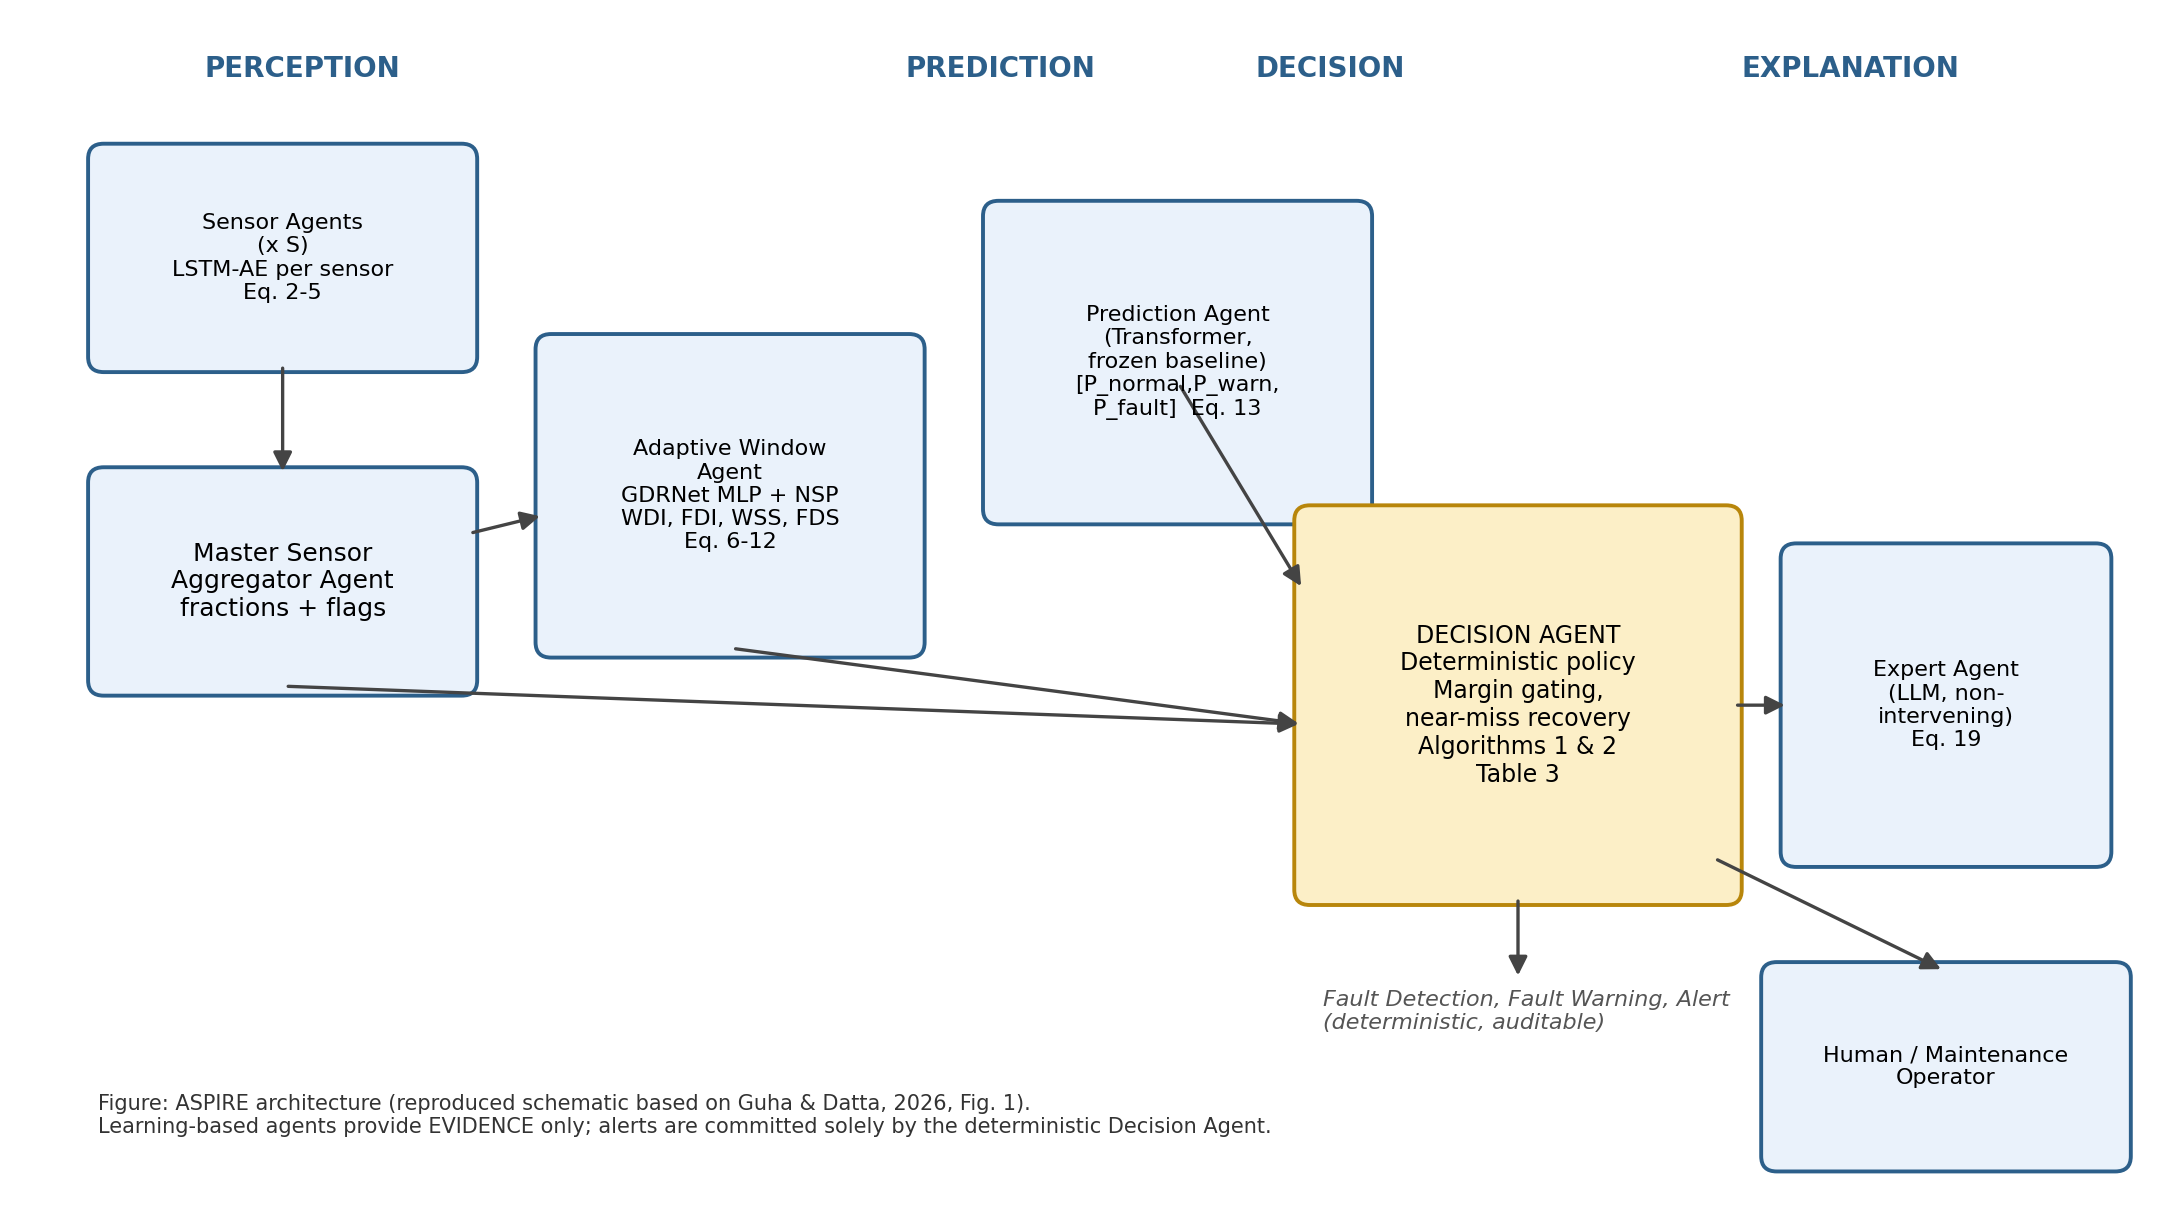 PERCEPTION
PREDICTION
DECISION
EXPLANATION
Sensor Agents
(x S)
LSTM-AE per sensor
Eq. 2-5
Master Sensor
Aggregator Agent
fractions + flags
Adaptive Window
Agent
GDRNet MLP + NSP
WDI, FDI, WSS, FDS
Eq. 6-12
Prediction Agent
(Transformer,
frozen baseline)
[P_normal,P_warn,
P_fault]  Eq. 13
DECISION AGENT
Deterministic policy
Margin gating,
near-miss recovery
Algorithms 1 & 2
Table 3
Expert Agent
(LLM, non-
intervening)
Eq. 19
Fault Detection, Fault Warning, Alert
(deterministic, auditable)
Human / Maintenance
Operator
Figure: ASPIRE architecture (reproduced schematic based on Guha & Datta, 2026, Fig. 1).
Learning-based agents provide EVIDENCE only; alerts are committed solely by the deterministic Decision Agent.